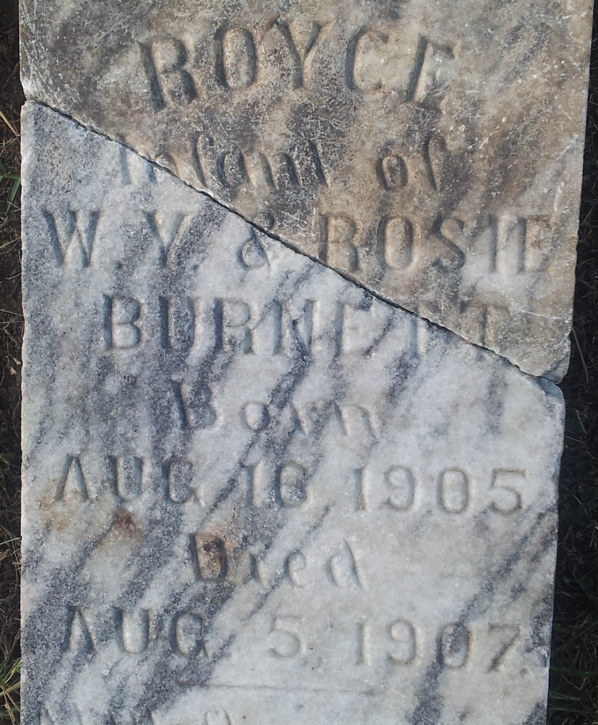 ROYCE
Infant of
W. Y. & ROSIE
BURNETT
Born
AUG. 16 1905
Died
AUG. 5 1907.